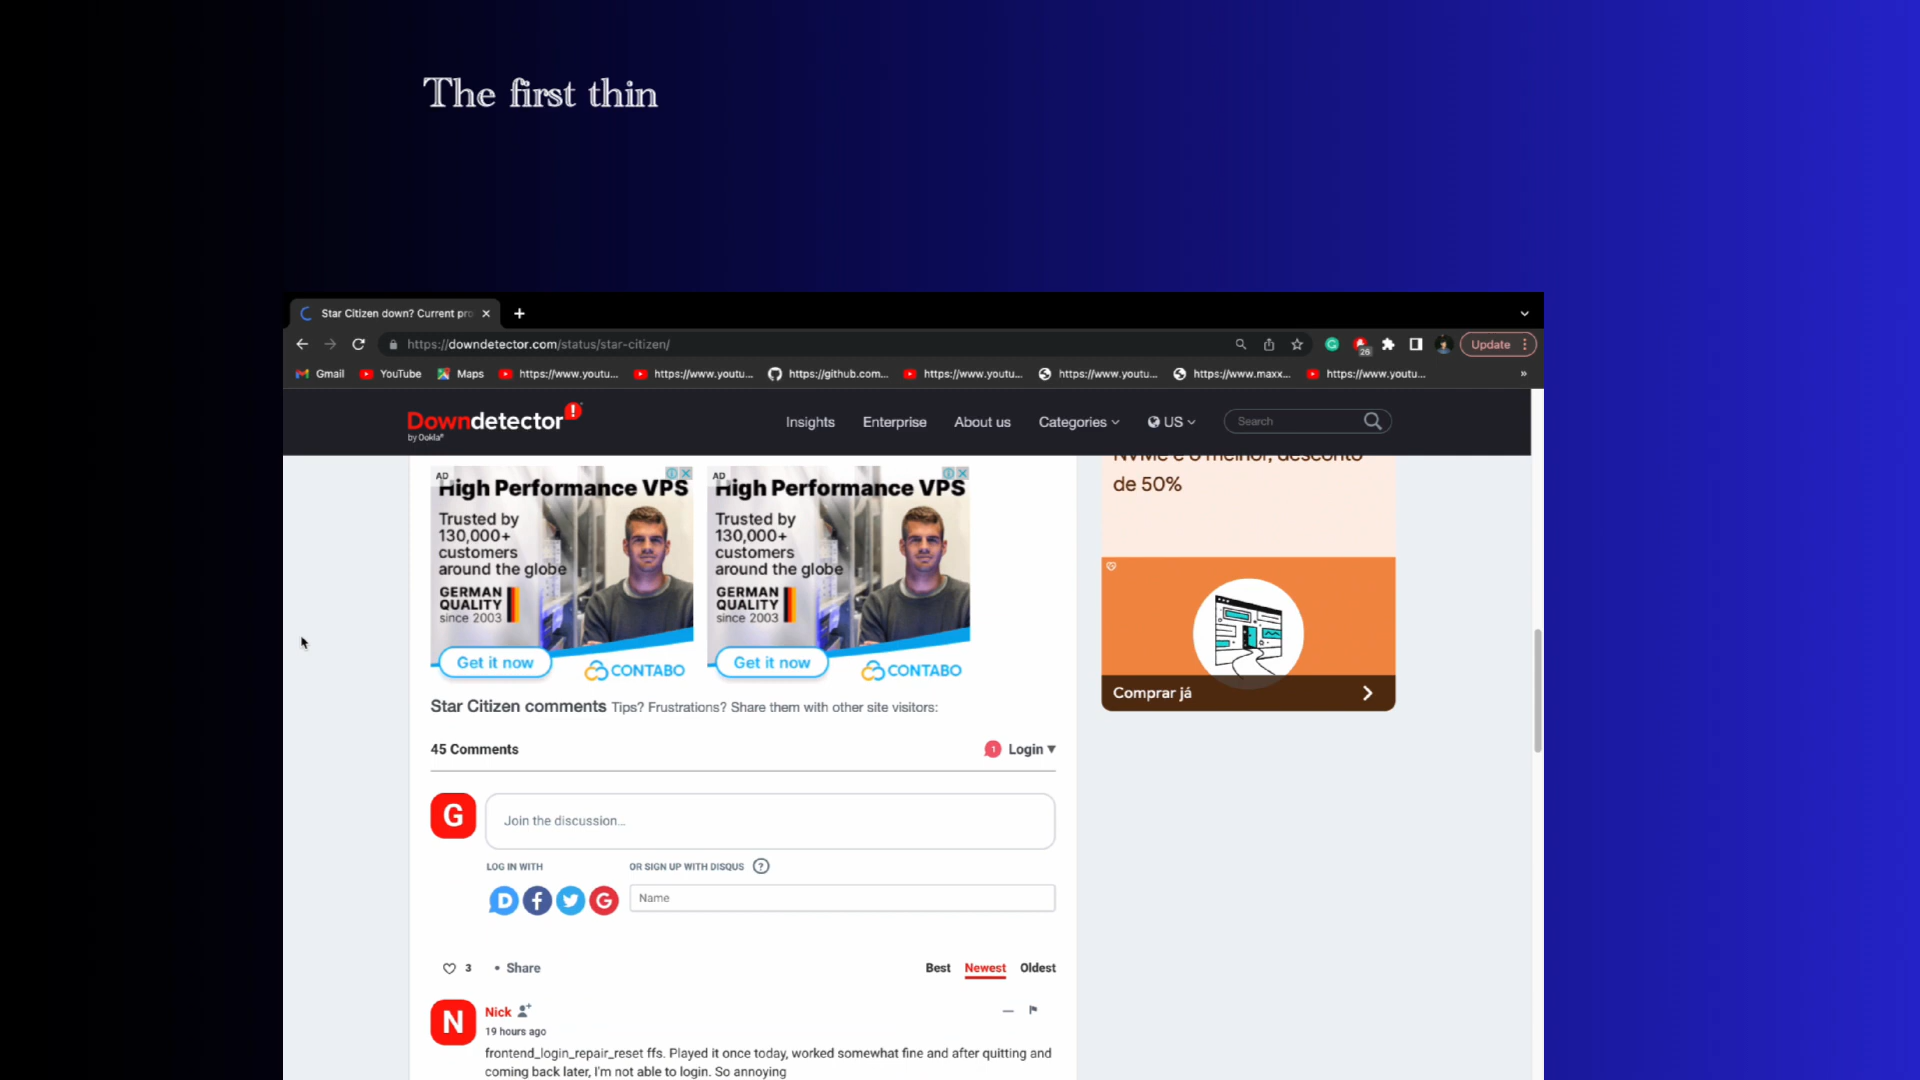 The first thin
Star Citizen down? Current pro
https://downdetector.com/status/star-citizen/
26
Update
Gmail
YouTube
Maps
https://www.youtu...
https://www.youtu...
https://github.com...
https://www.youtu...
https://www.youtu...
https://www.maxx...
https://www.youtu...
Downdetector
by Ookla®
Insights
Enterprise
About us
Categories
US
Search
AD
High Performance VPS
Trusted by
130,000+
customers
around the globe
GERMAN
QUALITY
since 2003
Get it now
CONTABO
AD
High Performance VPS
Trusted by
130,000+
customers
around the globe
GERMAN
QUALITY
since 2003
Get it now
CONTABO
NVMe é o melhor, desconto
de 50%
Comprar já
Star Citizen comments Tips? Frustrations? Share them with other site visitors:
45 Comments
1
Login
G
Join the discussion...
LOG IN WITH
OR SIGN UP WITH DISQUS ?
Name
3
• Share
Best
Newest
Oldest
N
Nick
19 hours ago
frontend_login_repair_reset ffs. Played it once today, worked somewhat fine and after quitting and
coming back later, I'm not able to login. So annoying